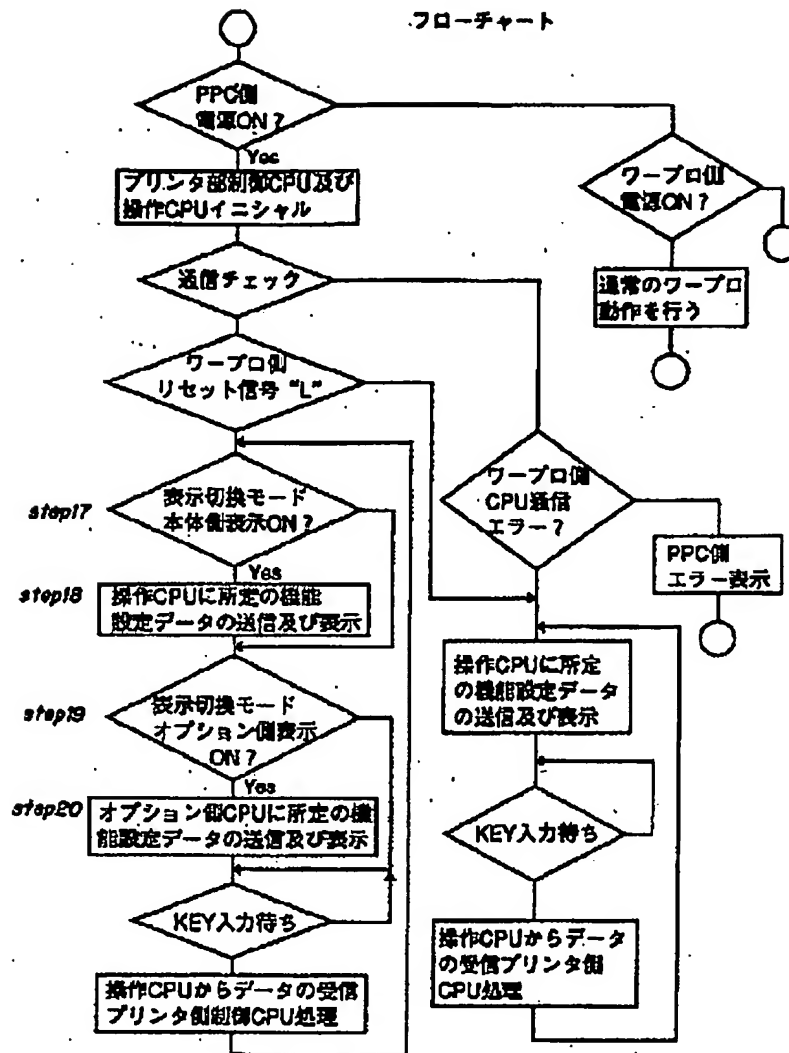 フローチャート
PPC側
電源ON?
Yes
プリンタ部制御CPU及び
操作CPUイニシャル
通信チェック
ワープロ側
リセット信号 "L"
step17
表示切換モード
本体側表示ON?
Yes
step18
操作CPUに所定の機能
設定データの送信及び表示
step19
表示切換モード
オプション側表示
ON?
Yes
step20
オプション側CPUに所定の機
能設定データの送信及び表示
KEY入力待ち
操作CPUからデータの受信
プリンタ側制御CPU処理
ワープロ側
電源ON?
通常のワープロ
動作を行う
ワープロ側
CPU通信
エラー?
PPC側
エラー表示
操作CPUに所定
の機能設定データ
の送信及び表示
KEY入力待ち
操作CPUからデータ
の受信プリンタ側
CPU処理